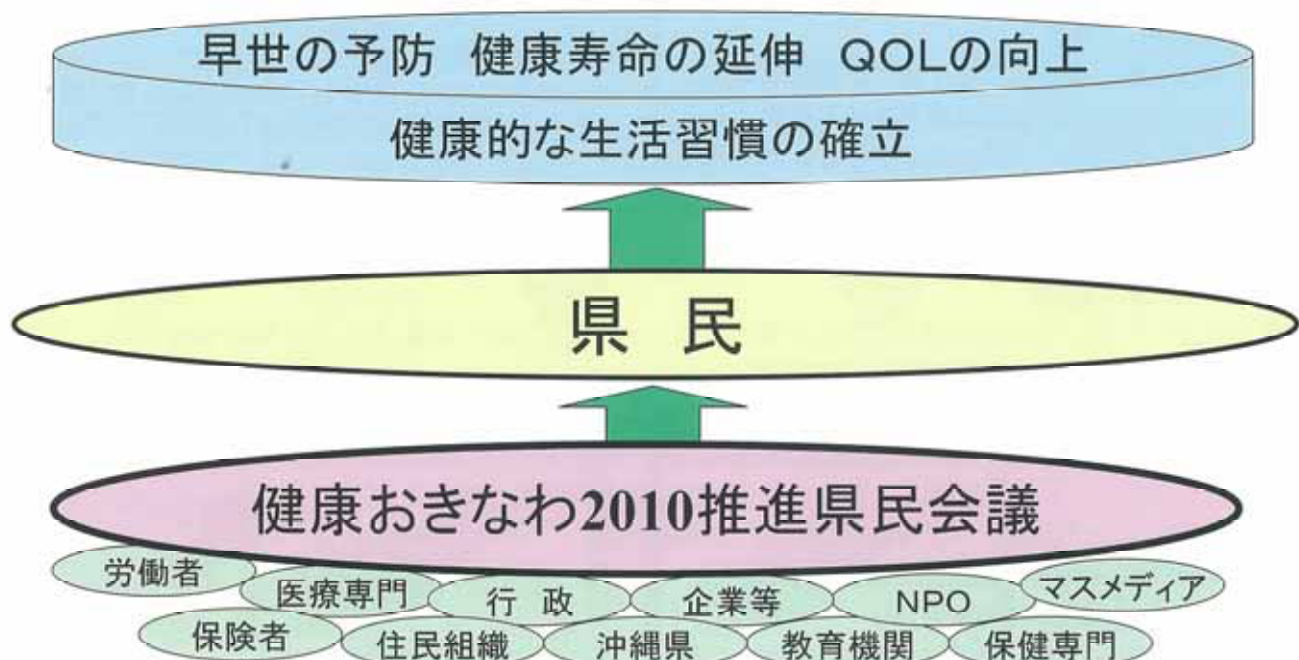 早世の予防 健康寿命の延伸 QOLの向上
健康的な生活習慣の確立
県 民
健康おきなわ2010推進県民会議
労働者
医療専門
行 政
企業等
NPO
マスメディア
保険者
住民組織
沖縄県
教育機関
保健専門